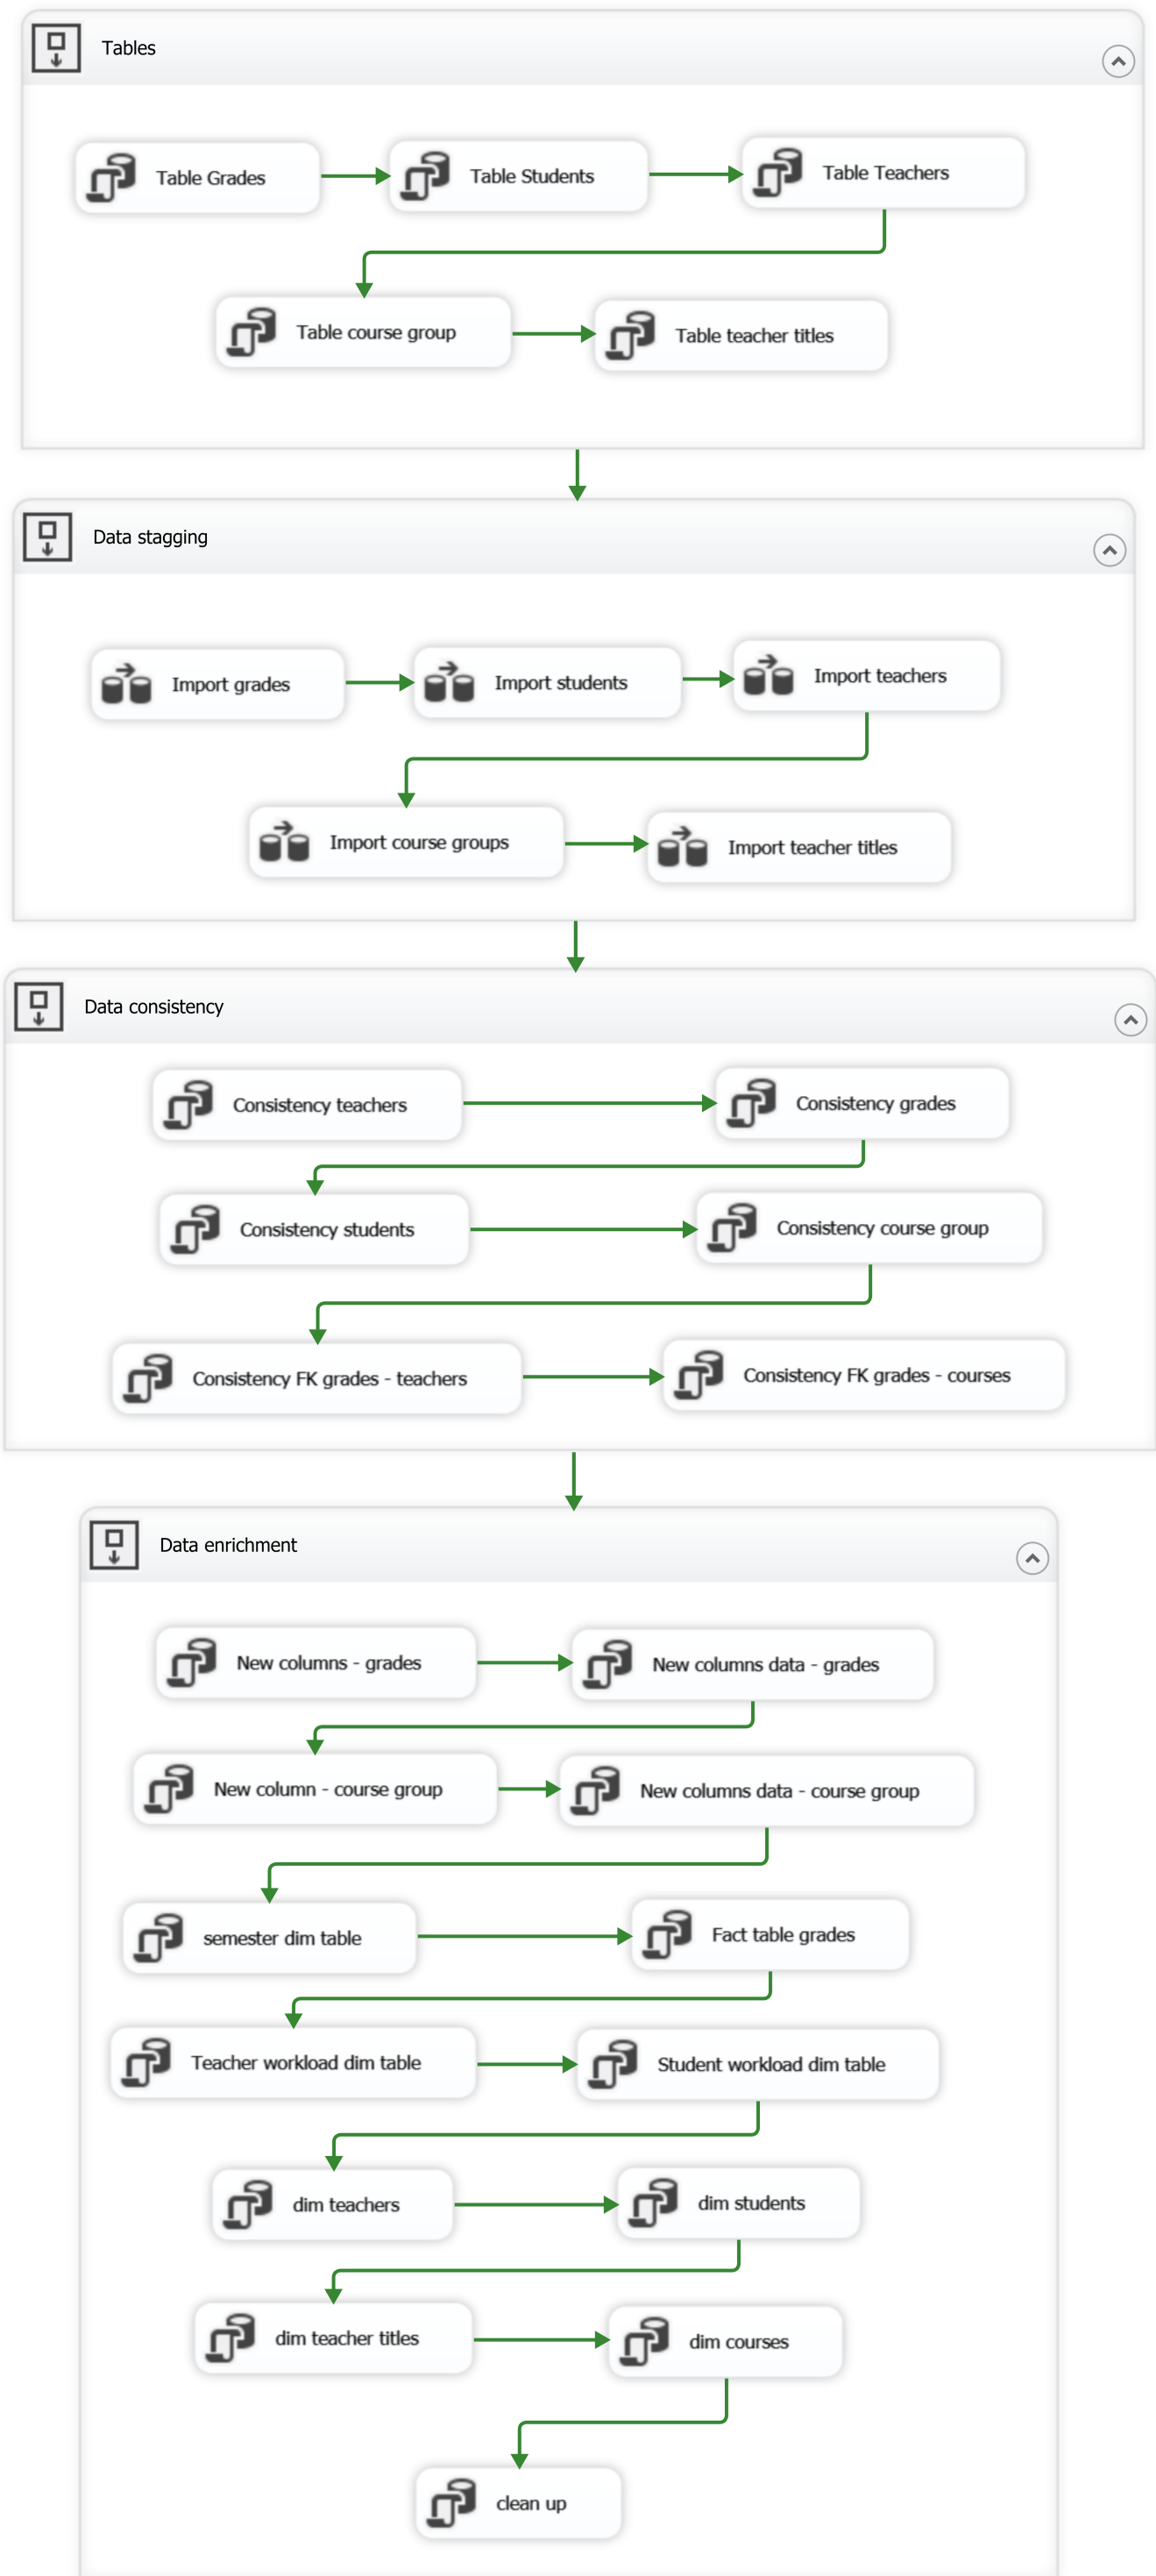 Tables
Table Grades
Table Students
Table Teachers
Table course group
Table teacher titles
Data stagging
Import grades
Import students
Import teachers
Import course groups
Import teacher titles
Data consistency
Consistency teachers
Consistency grades
Consistency students
Consistency course group
Consistency FK grades - teachers
Consistency FK grades - courses
Data enrichment
New columns - grades
New columns data - grades
New column - course group
New columns data - course group
semester dim table
Fact table grades
Teacher workload dim table
Student workload dim table
dim teachers
dim students
dim teacher titles
dim courses
clean up